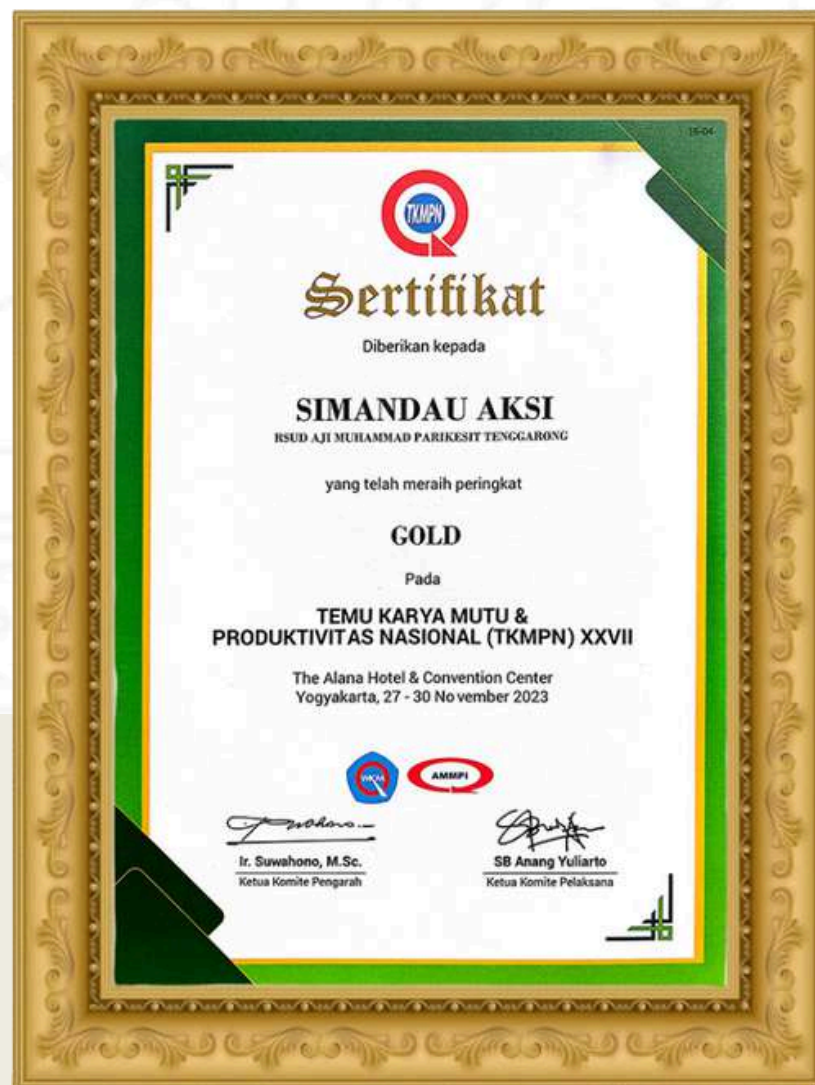 16-04
TKMPN
Sertifikat
Diberikan kepada
SIMANDAU AKSI
RSUD AJI MUHAMMAD PARIKESIT TENGGARONG
yang telah meraih peringkat
GOLD
Pada
TEMU KARYA MUTU &
PRODUKTIVITAS NASIONAL (TKMPN) XXVII
The Alana Hotel & Convention Center
Yogyakarta, 27 - 30 November 2023
WKM AMMPI
Ir. Suwahono, M.Sc. SB Anang Yuliarto
Ketua Komite Pengarah Ketua Komite Pelaksana